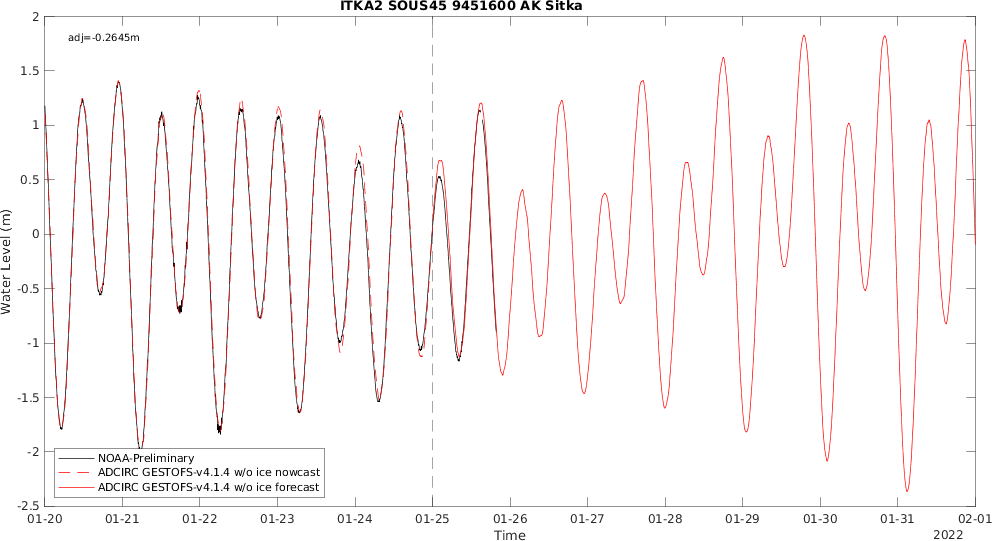 ITKA2 SOUS45 9451600 AK Sitka
adj=-0.2645m
Water Level (m)
2
1.5
1
0.5
0
-0.5
-1
-1.5
-2
-2.5
NOAA-Preliminary
ADCIRC GESTOFS-v4.1.4 w/o ice nowcast
ADCIRC GESTOFS-v4.1.4 w/o ice forecast
01-20 01-21 01-22 01-23 01-24 01-25 01-26 01-27 01-28 01-29 01-30 01-31 02-01
Time
2022